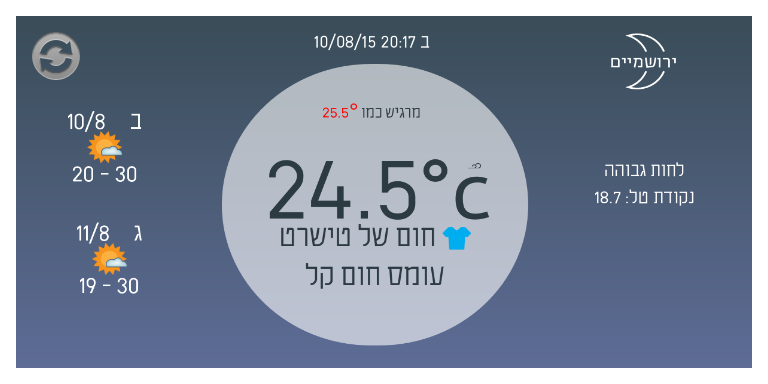 ב 20:17 10/08/15
ירושמיים
מרגיש כמו 25.5°
24.5°c
חום של טישרט
עומס חום קל
לחות גבוהה
נקודת טל: 18.7
ב 10/8
20 - 30
ג 11/8
19 - 30